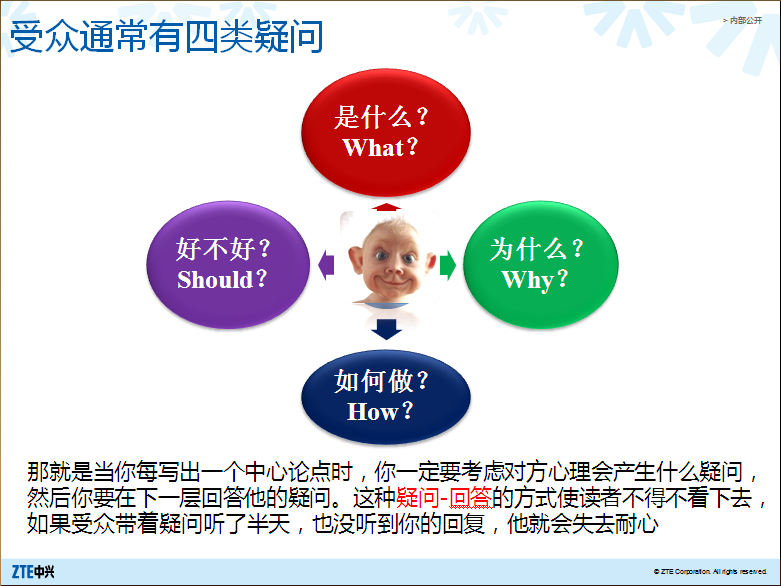 受众通常有四类疑问
> 内部公开
是什么？
What？
好不好？
Should？
为什么？
Why？
如何做？
How？
那就是当你每写出一个中心论点时，你一定要考虑对方心理会产生什么疑问，
然后你要在下一层回答他的疑问。这种疑问-回答的方式使读者不得不看下去，
如果受众带着疑问听了半天，也没听到你的回复，他就会失去耐心
ZTE中兴
© ZTE Corporation. All rights reserved.